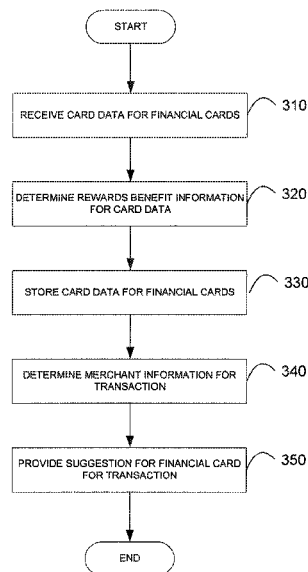 START
RECEIVE CARD DATA FOR FINANCIAL CARDS
310
DETERMINE REWARDS BENEFIT INFORMATION
FOR CARD DATA
320
STORE CARD DATA FOR FINANCIAL CARDS
330
DETERMINE MERCHANT INFORMATION FOR
TRANSACTION
340
PROVIDE SUGGESTION FOR FINANCIAL CARD
FOR TRANSACTION
350
END